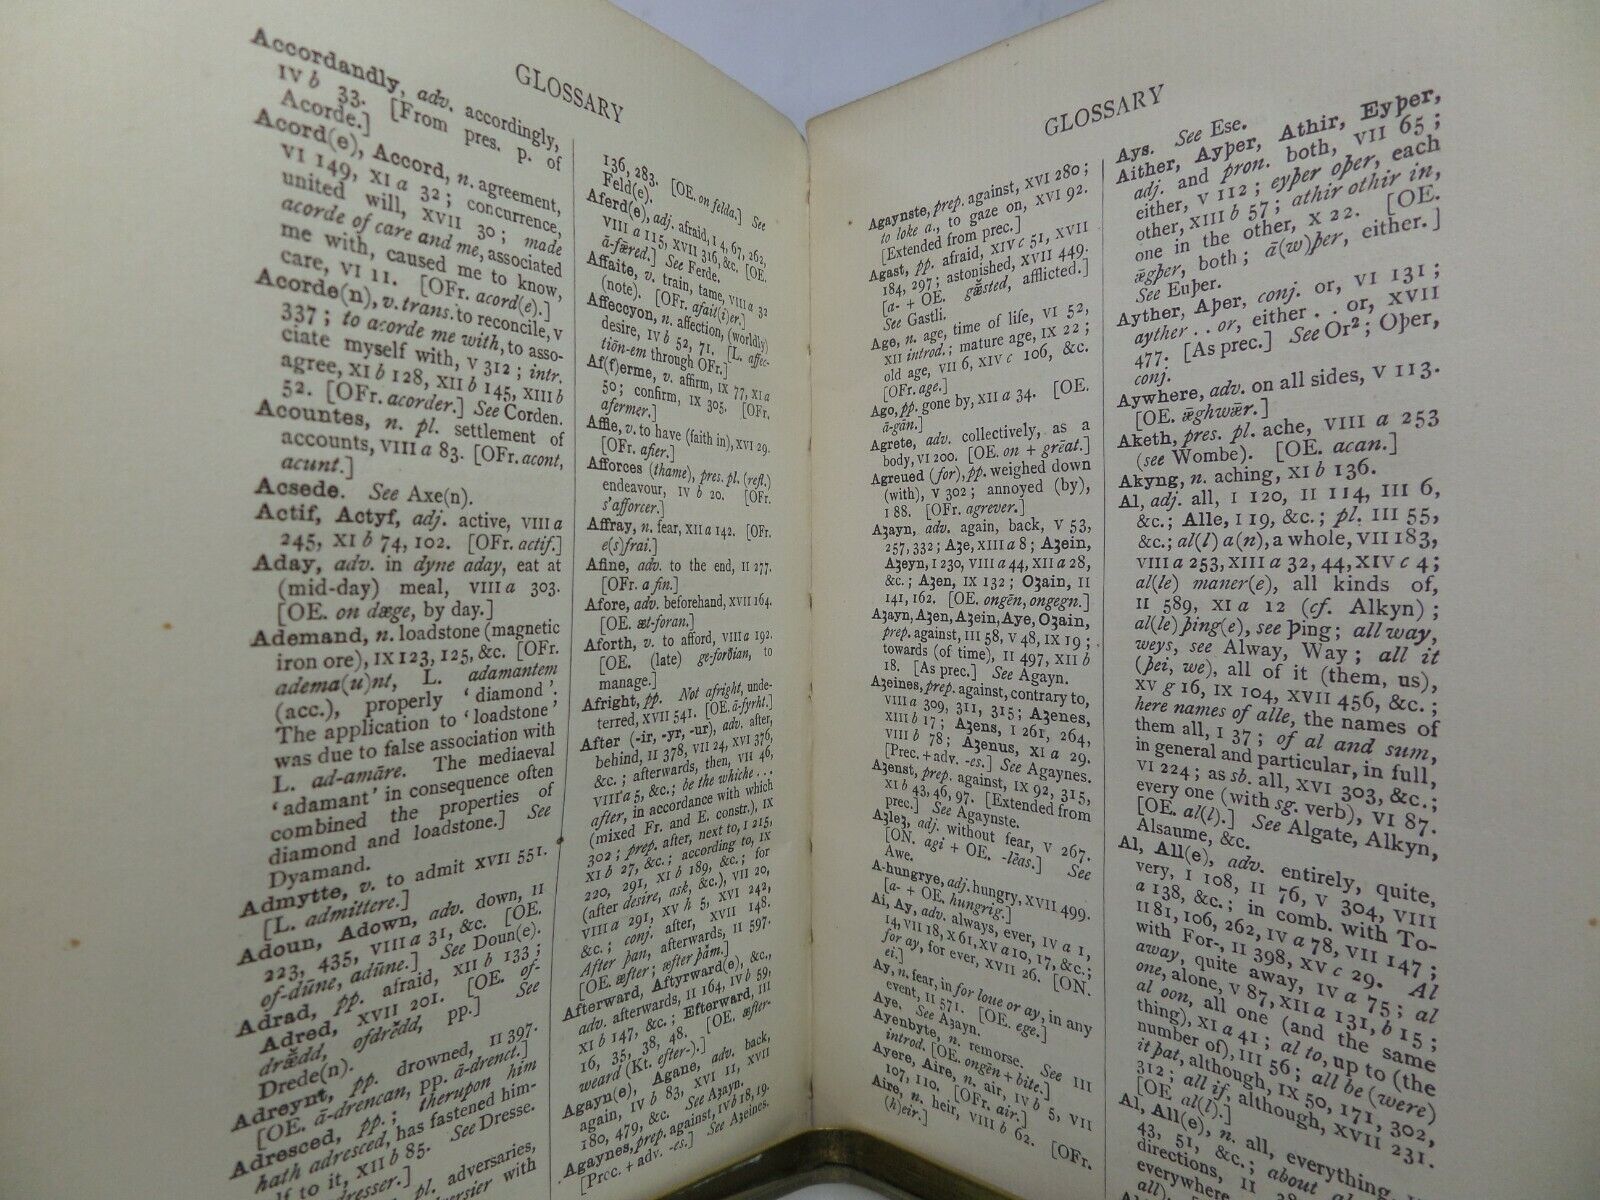 GLOSSARY
Accordandly, adv. accordingly,
IV b 33. [From pres. p. of
Acorde.]
Acord(e), Accord, n. agreement,
VI 149, XI a 32; concurrence,
united will, XVII 30; made
acorde of care and me, associated
me with, caused me to know,
care, VI 11. [OFr. acord(e).]
Acorde(n), v. trans. to reconcile, V
337; to acorde me with, to asso-
ciate myself with, V 312; intr.
agree, XI b 128, XII b 145, XIII b
52. [OFr. acorder.] See Corden.
Acountes, n. pl. settlement of
accounts, VIII a 83. [OFr. acont,
acunt.]
Acsede. See Axe(n).
Actif, Actyf, adj. active, VIII a
245, XI b 74, 102. [OFr. actif.]
Aday, adv. in dyne aday, eat at
(mid-day) meal, VIII a 303.
[OE. on dæge, by day.]
Ademand, n. loadstone (magnetic
iron ore), IX 123, 125, &c. [OFr.
adema(u)nt, L. adamantem
(acc.), properly 'diamond'.
The application to 'loadstone'
was due to false association with
L. ad-amāre. The mediaeval
'adamant' in consequence often
combined the properties of
diamond and loadstone.] See
Dyamand.
Admytte, v. to admit XVII 551.
[L. admittere.]
Adoun, Adown, adv. down, II
223, 435, VIII a 31, &c. [OE.
of-dūne, adūne.] See Doun(e).
Adrad, pp. afraid, XII b 133;
Adred, XVII 201. [OE. of-
drǣdd, ofdrēdd, pp.] See
Drede(n).
Adreynt, pp. drowned, II 397.
[OE. ā-drencan, pp. ā-drenct.]
Adresced, pp.; therupon him
hath adresced, has fastened him-
self to it, XII b 85. See Dresse.
pl. adversaries,
with
136, 283. [OE. on felda.] See
Feld(e).
Aferd(e), adj. afraid, I 4, 67, 262,
VIII a 115, XVII 316, &c. [OE.
ā-fǣred.] See Ferde.
Affaite, v. train, tame, VIII a 32
(note). [OFr. afait(i)er.]
Affeccyon, n. affection, (worldly)
desire, IV b 52, 71. [L. affec-
tiōn-em through OFr.]
Af(f)erme, v. affirm, IX 77, XI a
50; confirm, IX 305. [OFr.
afermer.]
Affie, v. to have (faith in), XVI 29.
[OFr. afier.]
Afforces (thame), pres. pl. (refl.)
endeavour, IV b 20. [OFr.
s'afforcer.]
Affray, n. fear, XII a 142. [OFr.
e(s)frai.]
Afine, adv. to the end, II 277.
[OFr. a fin.]
Afore, adv. beforehand, XVII 164.
[OE. æt-foran.]
Aforth, v. to afford, VIII a 192.
[OE. (late) ge-forðian, to
manage.]
Afright, pp. Not afright, unde-
terred, XVII 541. [OE. ā-fyrht.]
After (-ir, -yr, -ur), adv. after,
behind, II 378, VII 24, XVI 376,
&c.; afterwards, then, VII 46,
VIII a 5, &c.; be the whiche...
after, in accordance with which
(mixed Fr. and E. constr.), IX
302; prep. after, next to, I 215,
XI b 27, &c.; according to, IX
220, 291, XI b 189, &c.; for
(after desire, ask, &c.), VII 20,
VIII a 291, XV h 5, XVI 242,
&c.; conj. after, XVII 148.
After þan, afterwards, II 597.
[OE. æfter; æfter þǣm.]
Afterward, Aftyrward(e), &c.,
adv. afterwards, II 164, IV b 59,
XI b 147, &c.; Efterward, III
16, 35, 38, 48. [OE. æfter-
weard (Kt. efter-).]
Agayn(e), Agane, adv. back,
again, IV b 83, XVI 11, XVII
180, 479, &c. See Aȝayn.
Agaynes, prep. against, IV b 18, 19.
[Prec. + adv. -es.] See Aȝeines.
GLOSSARY
Agaynste, prep. against, XVI 280;
to loke a., to gaze on, XVI 92.
[Extended from prec.]
Agast, pp. afraid, XIV c 51, XVII
184, 297; astonished, XVII 449.
[a- + OE. gǣsted, afflicted.]
See Gastli.
Age, n. age, time of life, VI 52,
XII introd.; mature age, IX 22;
old age, VII 6, XIV c 106, &c.
[OFr. age.]
Ago, pp. gone by, XII a 34. [OE.
ā-gān.]
Agrete, adv. collectively, as a
body, VI 200. [OE. on + grēat.]
Agreued (for), pp. weighed down
(with), V 302; annoyed (by),
I 88. [OFr. agrever.]
Aȝayn, adv. again, back, V 53,
257, 332; Aȝe, XIII a 8; Aȝein,
Aȝeyn, I 230, VIII a 44, XII a 28,
&c.; Aȝen, IX 132; Oȝain, II
141, 162. [OE. ongēn, ongegn.]
Aȝayn, Aȝen, Aȝein, Aye, Oȝain,
prep. against, III 58, V 48, IX 19;
towards (of time), II 497, XII b
18. [As prec.] See Agayn.
Aȝeines, prep. against, contrary to,
VIII a 309, 311, 315; Aȝenes,
XIII b 17; Aȝens, I 261, 264,
VIII b 78; Aȝenus, XI a 29.
[Prec. + adv. -es.] See Agaynes.
Aȝenst, prep. against, IX 92, 315,
XI b 43, 46, 97. [Extended from
prec.] See Agaynste.
Aȝleȝ, adj. without fear, V 267.
[ON. agi + OE. -lēas.] See
Awe.
A-hungrye, adj. hungry, XVII 499.
[a- + OE. hungrig.]
Ai, Ay, adv. always, ever, IV a 1,
14, VII 18, X 61, XV a 10, 17, &c.;
for ay, for ever, XVII 26. [ON.
ei.]
Ay, n. fear, in for loue or ay, in any
event, II 571. [OE. ege.]
Aye. See Aȝayn.
Ayenbyte, n. remorse. See III
introd. [OE. ongēn + bite.]
Ayere, Aire, n. air, IV b 5, VII
107, 110. [OFr. air.]
Aire, n. heir, VIII b 62. [OFr.
(h)eir.]
Ays. See Ese.
Aither, Ayþer, Athir, Eyþer,
adj. and pron. both, VII 65;
either, V 112; eyþer oþer, each
other, XIII b 57; athir othir in,
one in the other, X 22. [OE.
ǣgþer, both; ā(w)þer, either.]
See Euþer.
Ayther, Aþer, conj. or, VI 131;
ayther . . or, either . . or, XVII
477. [As prec.] See Or²; Oþer,
conj.
Aywhere, adv. on all sides, V 113.
[OE. ǣghwǣr.]
Aketh, pres. pl. ache, VIII a 253
(see Wombe). [OE. acan.]
Akyng, n. aching, XI b 136.
Al, adj. all, I 120, II 114, III 6,
&c.; Alle, I 19, &c.; pl. III 55,
&c.; al(l) a(n), a whole, VII 183,
VIII a 253, XIII a 32, 44, XIV c 4;
al(le) maner(e), all kinds of,
II 589, XI a 12 (cf. Alkyn);
al(le) þing(e), see þing; all way,
weys, see Alway, Way; all it
(þei, we), all of it (them, us),
XV g 16, IX 104, XVII 456, &c.;
here names of alle, the names of
them all, I 37; of al and sum,
in general and particular, in full,
VI 224; as sb. all, XVI 303, &c.;
every one (with sg. verb), VI 87.
[OE. al(l).] See Algate, Alkyn,
Alsaume, &c.
Al, All(e), adv. entirely, quite,
very, I 108, II 76, V 304, VIII
a 138, &c.; in comb. with To-
II 81, 106, 262, IV a 78, VII 147;
with For-, II 398, XV c 29. Al
away, quite away, IV a 75; al
one, alone, V 87, XII a 131, b 15;
al oon, all one (and the same
thing), XI a 41; al to, up to (the
number of), III 56; all be (were)
it þat, although, IX 50, 171, 302,
312; all if, although, XVII 231.
[OE al(l).]
Al, All(e), n. all, everything,
43, 51, &c.; about
directions, II
everywhere
all);